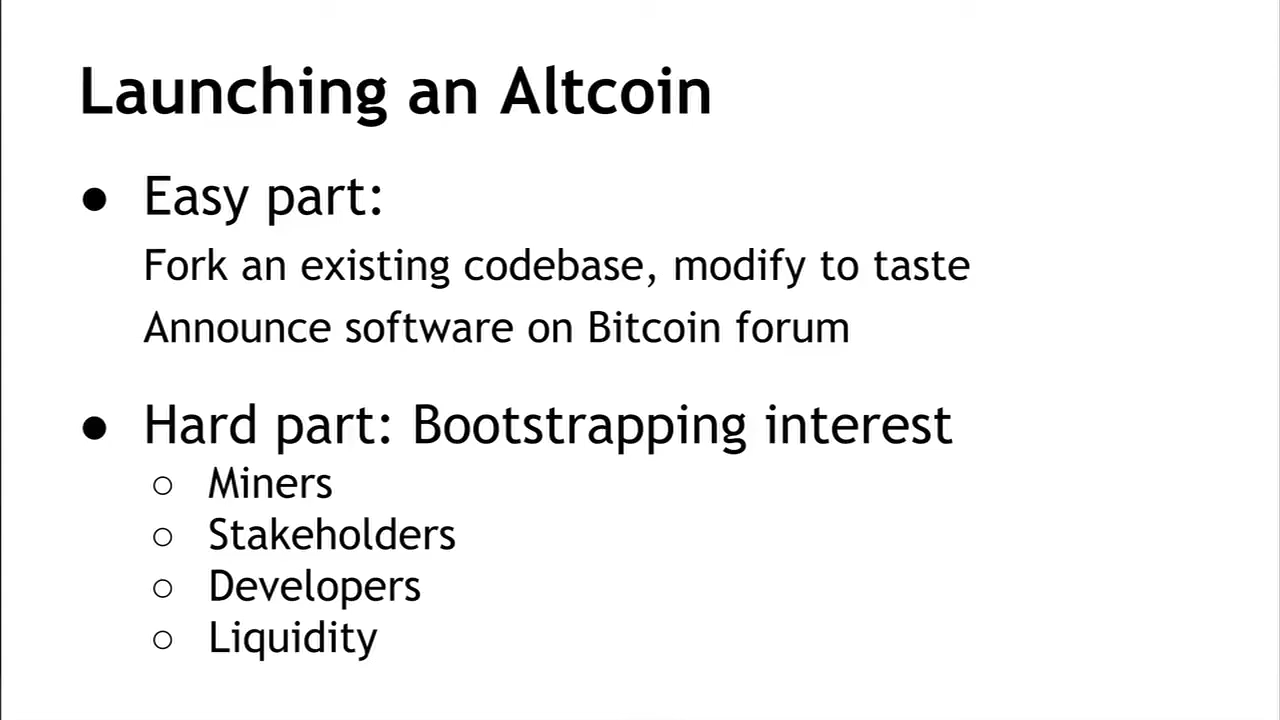 Launching an Altcoin
● Easy part:
Fork an existing codebase, modify to taste
Announce software on Bitcoin forum
● Hard part: Bootstrapping interest
○ Miners
○ Stakeholders
○ Developers
○ Liquidity